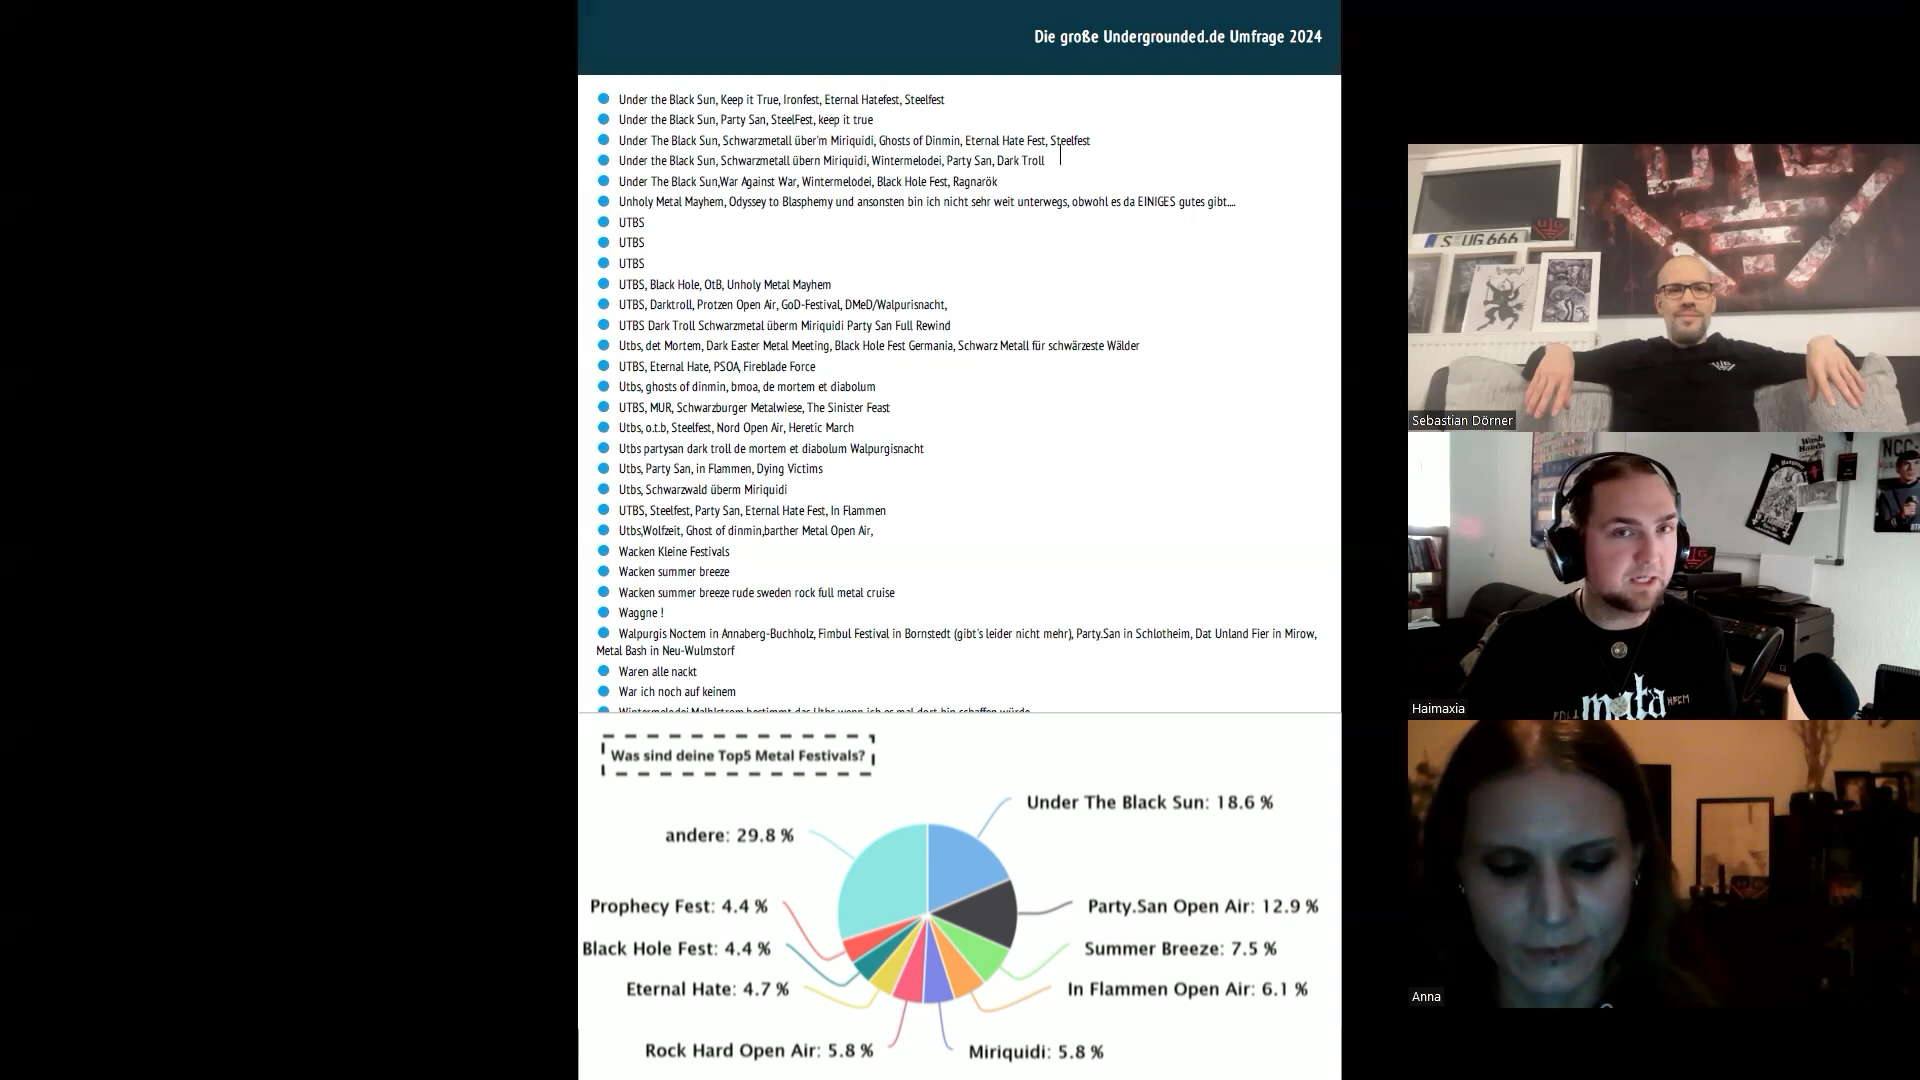 Die große Undergrounded.de Umfrage 2024
Under the Black Sun, Keep it True, Ironfest, Eternal Hatefest, Steelfest
Under the Black Sun, Party San, SteelFest, keep it true
Under The Black Sun, Schwarzmetall über'm Miriquidi, Ghosts of Dinmin, Eternal Hate Fest, Steelfest
Under the Black Sun, Schwarzmetall übern Miriquidi, Wintermelodei, Party San, Dark Troll
Under The Black Sun,War Against War, Wintermelodei, Black Hole Fest, Ragnarök
Unholy Metal Mayhem, Odyssey to Blasphemy und ansonsten bin ich nicht sehr weit unterwegs, obwohl es da EINIGES gutes gibt....
UTBS
UTBS
UTBS
UTBS, Black Hole, OtB, Unholy Metal Mayhem
UTBS, Darktroll, Protzen Open Air, GoD-Festival, DMeD/Walpurisnacht,
UTBS Dark Troll Schwarzmetal überm Miriquidi Party San Full Rewind
Utbs, det Mortem, Dark Easter Metal Meeting, Black Hole Fest Germania, Schwarz Metall für schwärzeste Wälder
UTBS, Eternal Hate, PSOA, Fireblade Force
Utbs, ghosts of dinmin, bmoa, de mortem et diabolum
UTBS, MUR, Schwarzburger Metalwiese, The Sinister Feast
Utbs, o.t.b, Steelfest, Nord Open Air, Heretic March
Utbs partysan dark troll de mortem et diabolum Walpurgisnacht
Utbs, Party San, in Flammen, Dying Victims
Utbs, Schwarzwald überm Miriquidi
UTBS, Steelfest, Party San, Eternal Hate Fest, In Flammen
Utbs,Wolfzeit, Ghost of dinmin,barther Metal Open Air,
Wacken Kleine Festivals
Wacken summer breeze
Wacken summer breeze rude sweden rock full metal cruise
Waggne !
Walpurgis Noctem in Annaberg-Buchholz, Fimbul Festival in Bornstedt (gibt's leider nicht mehr), Party.San in Schlotheim, Dat Unland Fier in Mirow,
Metal Bash in Neu-Wulmstorf
Waren alle nackt
War ich noch auf keinem
Was sind deine Top5 Metal Festivals?
Under The Black Sun: 18.6 %
andere: 29.8 %
Prophecy Fest: 4.4 %
Party.San Open Air: 12.9 %
Black Hole Fest: 4.4 %
Summer Breeze: 7.5 %
Eternal Hate: 4.7 %
In Flammen Open Air: 6.1 %
Rock Hard Open Air: 5.8 %
Miriquidi: 5.8 %
S UG 666
Sebastian Dörner
Wash
Hands
NCC-
mata
Haimaxia
Anna